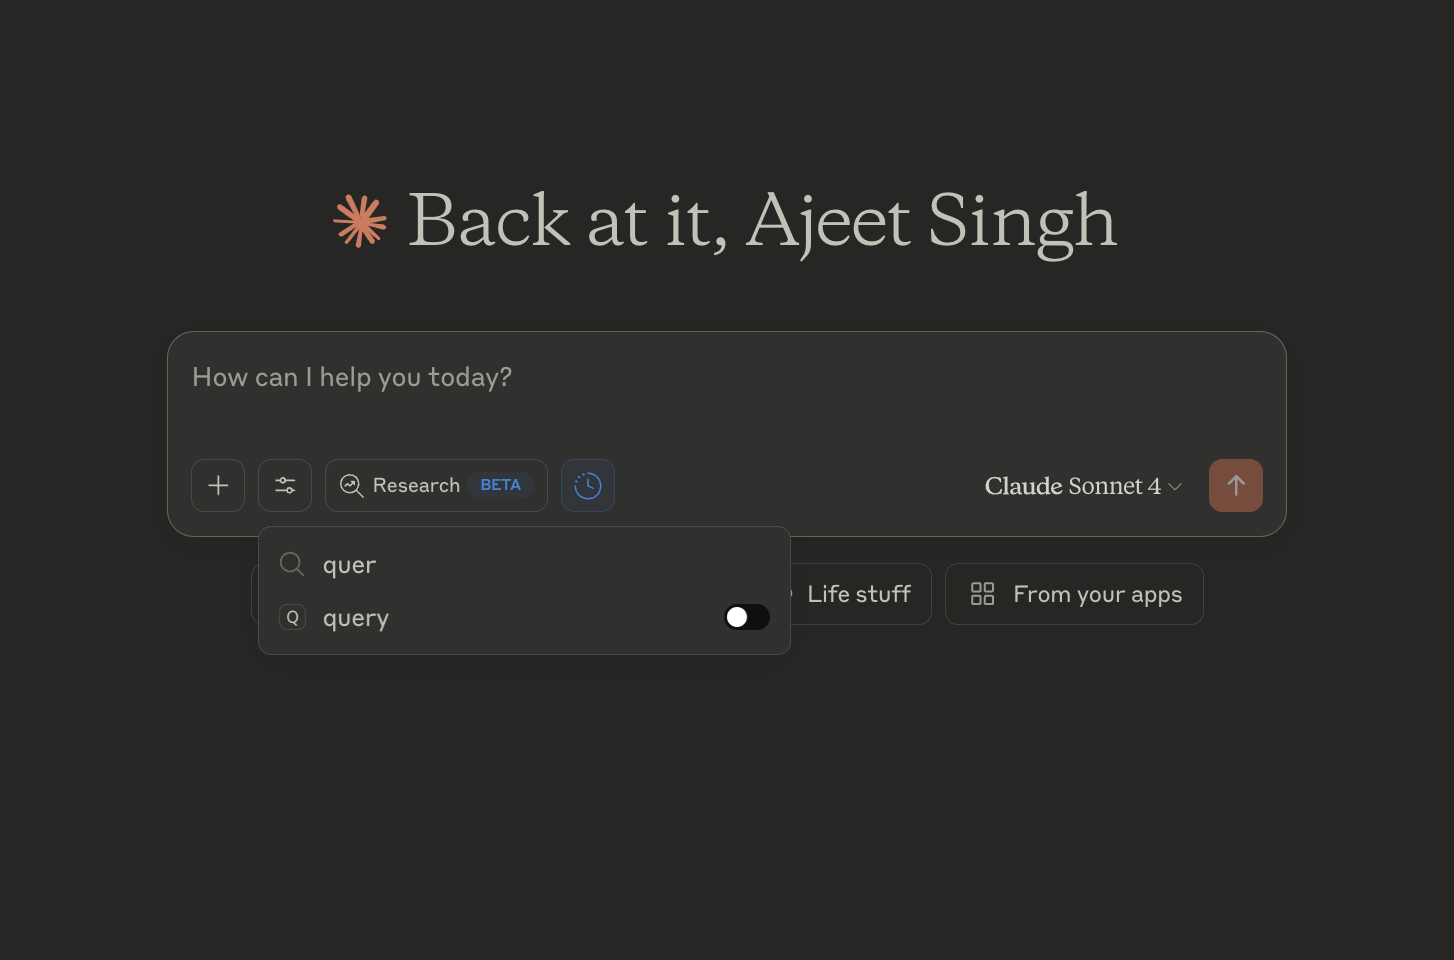 Back at it, Ajeet Singh
How can I help you today?
Research BETA
Claude Sonnet 4
quer
Q query
Life stuff
From your apps